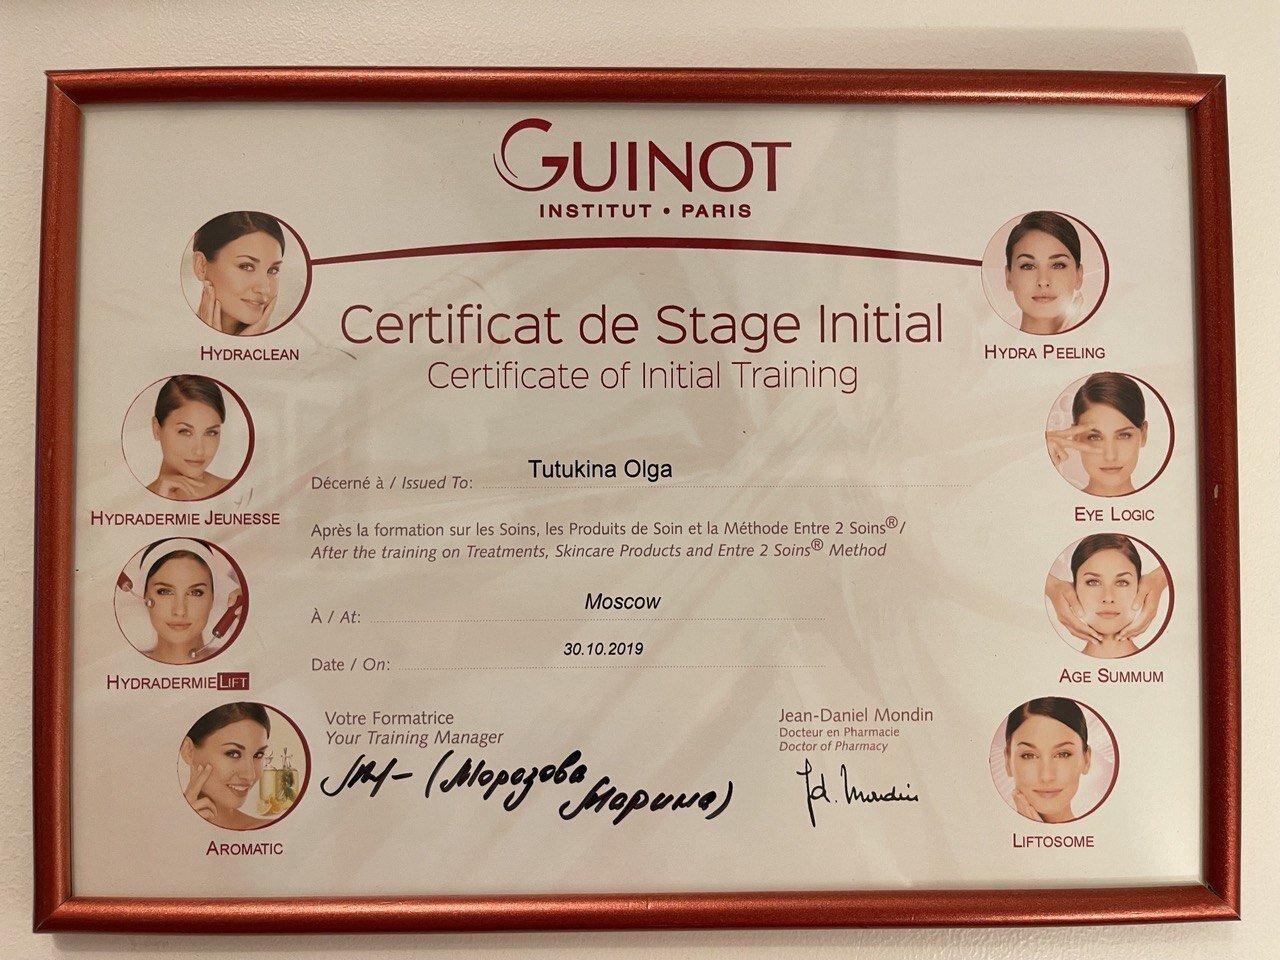 GUINOT
INSTITUT • PARIS
Certificat de Stage Initial
Certificate of Initial Training
HYDRACLEAN
HYDRA PEELING
HYDRADERMIE JEUNESSE
EYE LOGIC
HYDRADERMIELIFT
AGE SUMMUM
AROMATIC
LIFTOSOME
Décerné à / Issued To: Tutukina Olga
Après la formation sur les Soins, les Produits de Soin et la Méthode Entre 2 Soins® /
After the training on Treatments, Skincare Products and Entre 2 Soins® Method
À / At: Moscow
Date / On: 30.10.2019
Votre Formatrice
Your Training Manager
(Морозова
Марина)
Jean-Daniel Mondin
Docteur en Pharmacie
Doctor of Pharmacy
Jd. Mondin